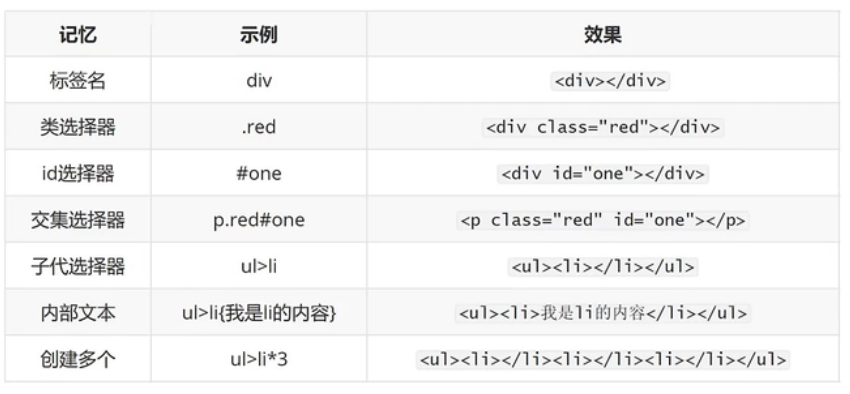 记忆 示例 效果
标签名 div <div></div>
类选择器 .red <div class="red"></div>
id选择器 #one <div id="one"></div>
交集选择器 p.red#one <p class="red" id="one"></p>
子代选择器 ul>li <ul><li></li></ul>
内部文本 ul>li{我是li的内容} <ul><li>我是li的内容</li></ul>
创建多个 ul>li*3 <ul><li></li><li></li><li></li></ul>